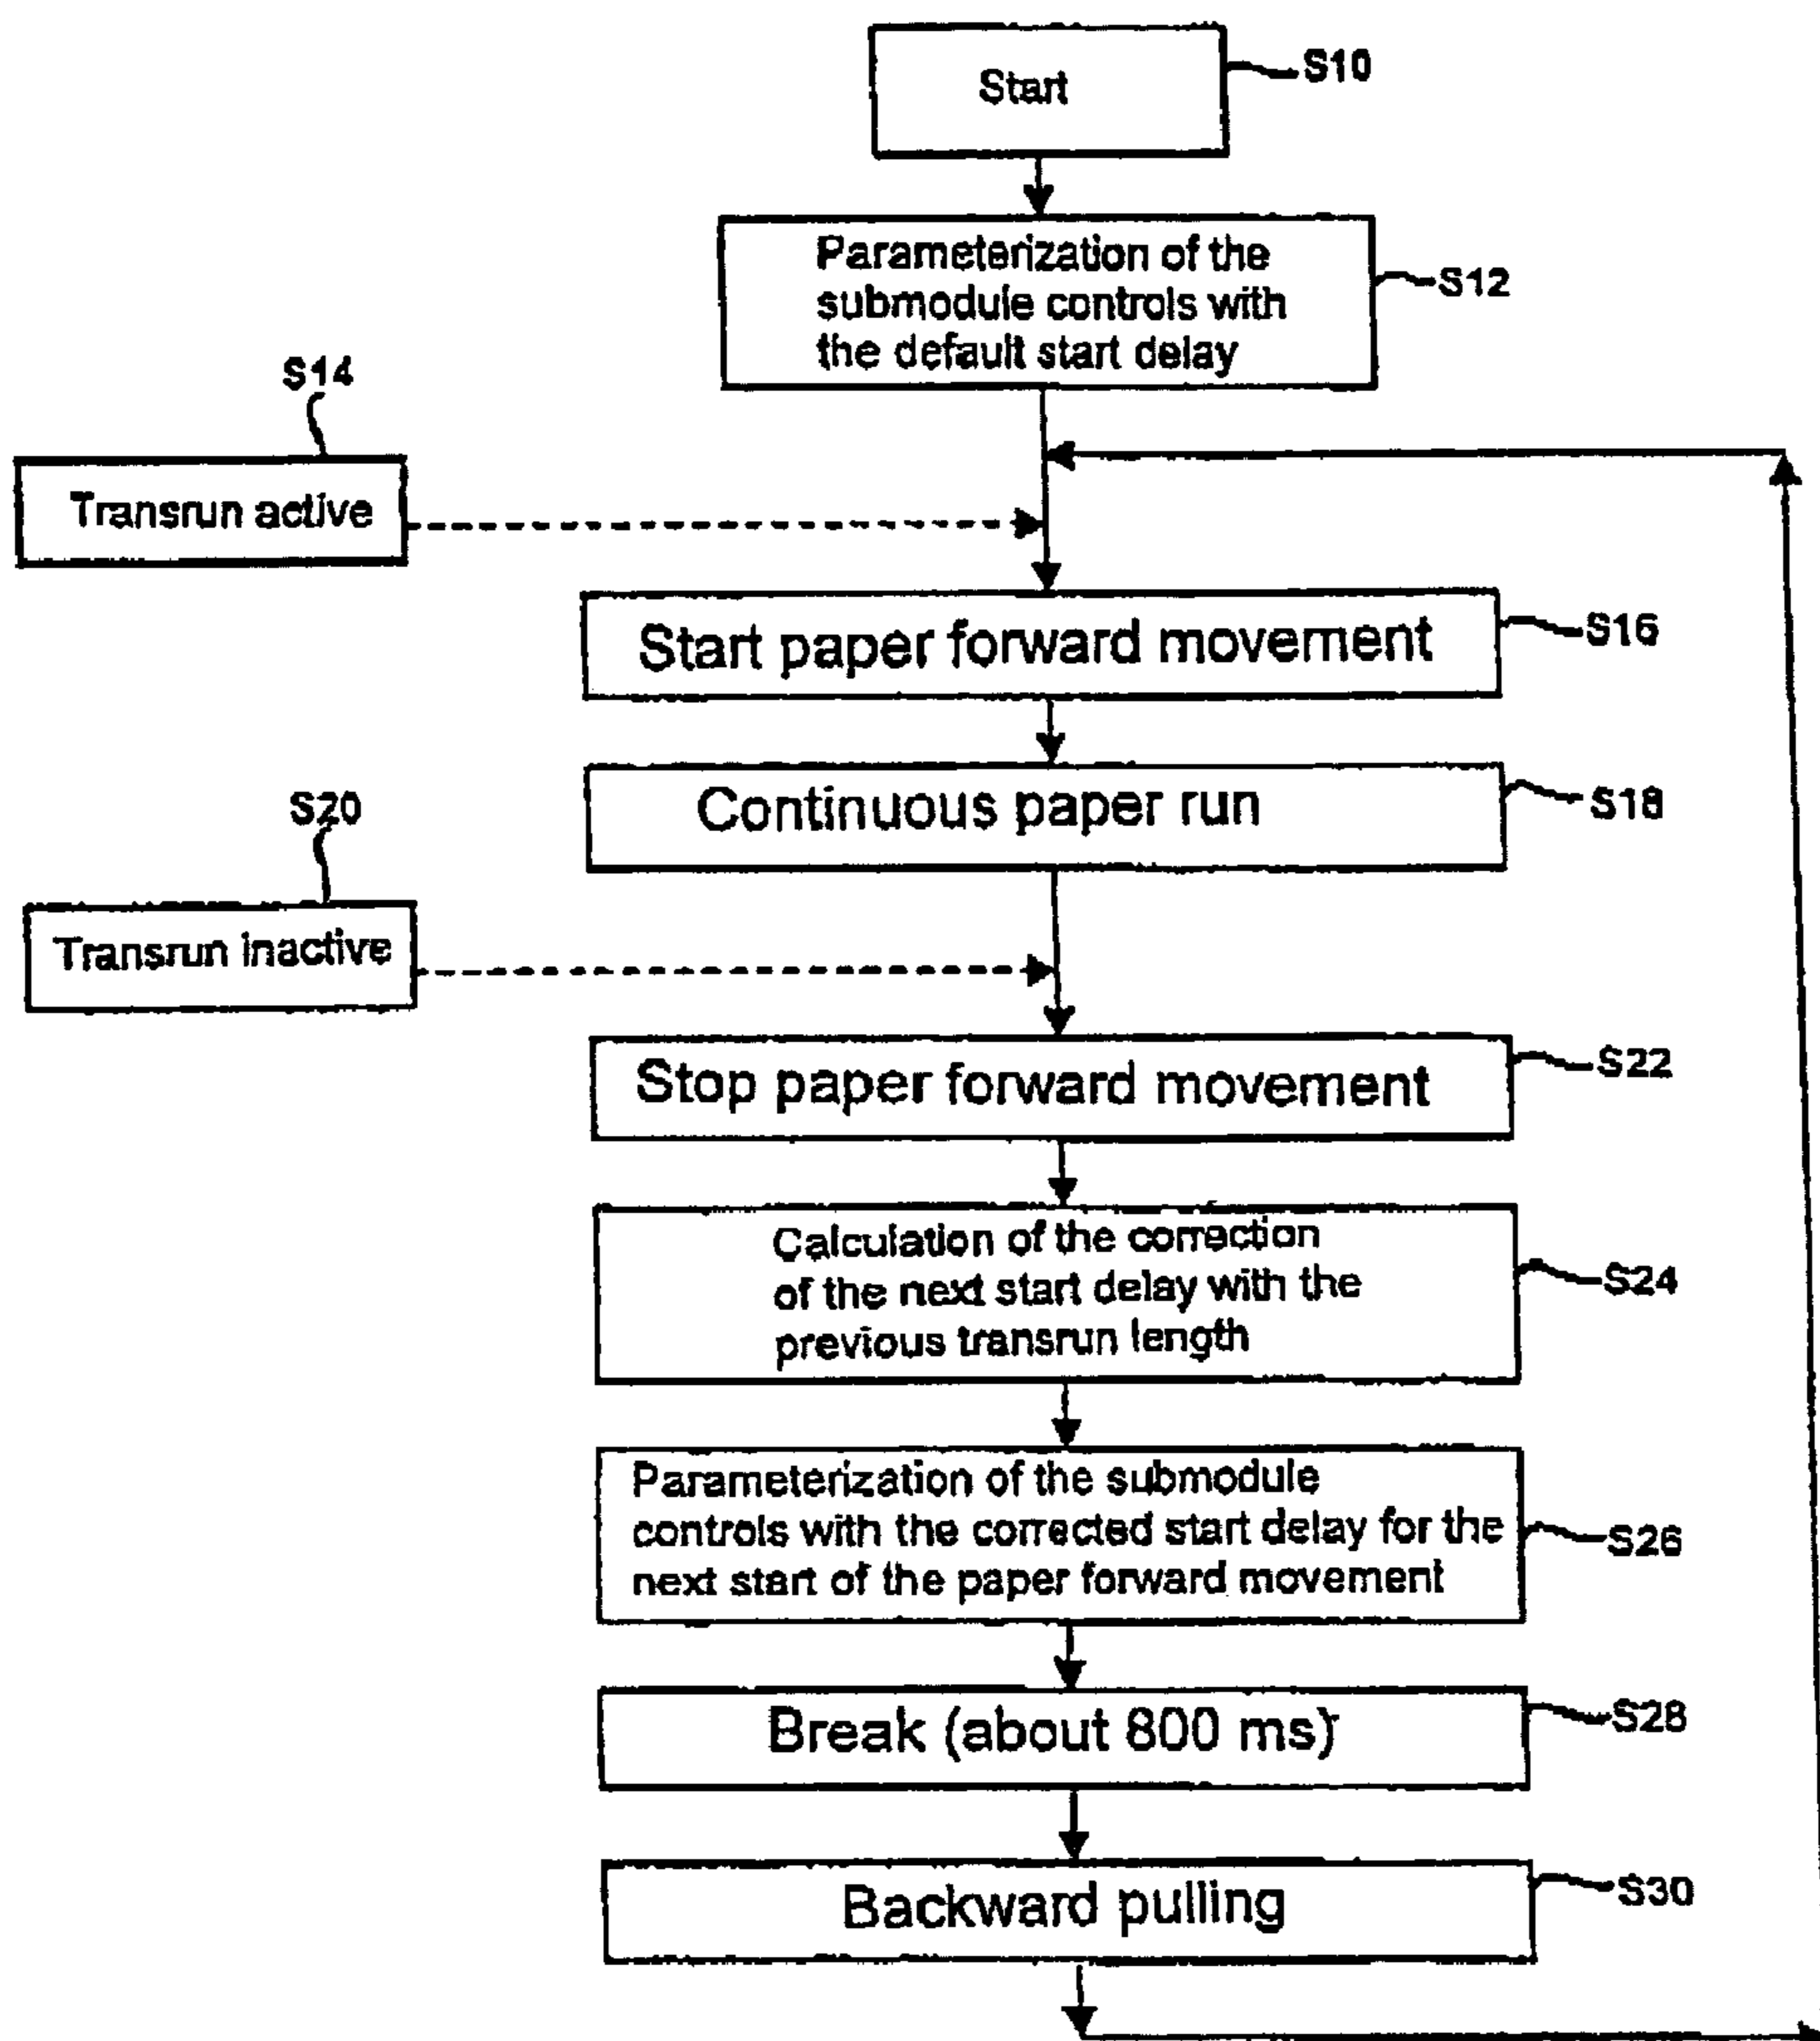 Start
S10
Parameterization of the
submodule controls with
the default start delay
S12
S14
Transrun active
Start paper forward movement
S16
Continuous paper run
S18
S20
Transrun inactive
Stop paper forward movement
S22
Calculation of the correction
of the next start delay with the
previous transrun length
S24
Parameterization of the submodule
controls with the corrected start delay for the
next start of the paper forward movement
S26
Break (about 800 ms)
S28
Backward pulling
S30